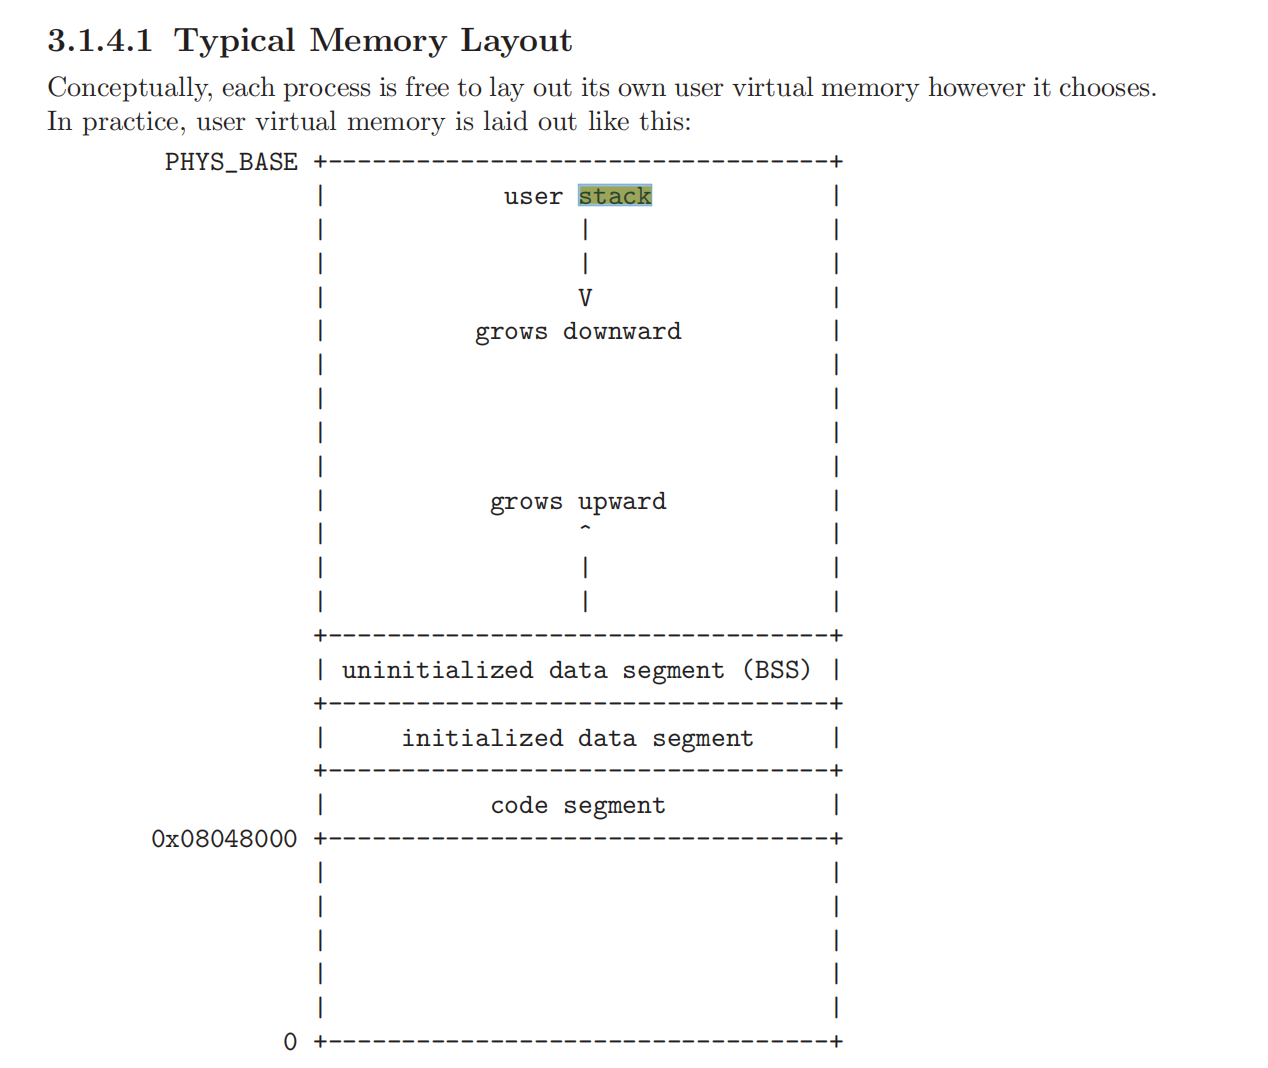 3.1.4.1 Typical Memory Layout
Conceptually, each process is free to lay out its own user virtual memory however it chooses.
In practice, user virtual memory is laid out like this:
PHYS_BASE +----------------------------------+
          |            user stack            |
          |                 |                |
          |                 |                |
          |                 V                |
          |          grows downward          |
          |                                  |
          |                                  |
          |                                  |
          |                                  |
          |           grows upward           |
          |                 ^                |
          |                 |                |
          |                 |                |
          +----------------------------------+
          | uninitialized data segment (BSS) |
          +----------------------------------+
          |     initialized data segment     |
          +----------------------------------+
          |           code segment           |
0x08048000 +----------------------------------+
          |                                  |
          |                                  |
          |                                  |
          |                                  |
          |                                  |
        0 +----------------------------------+